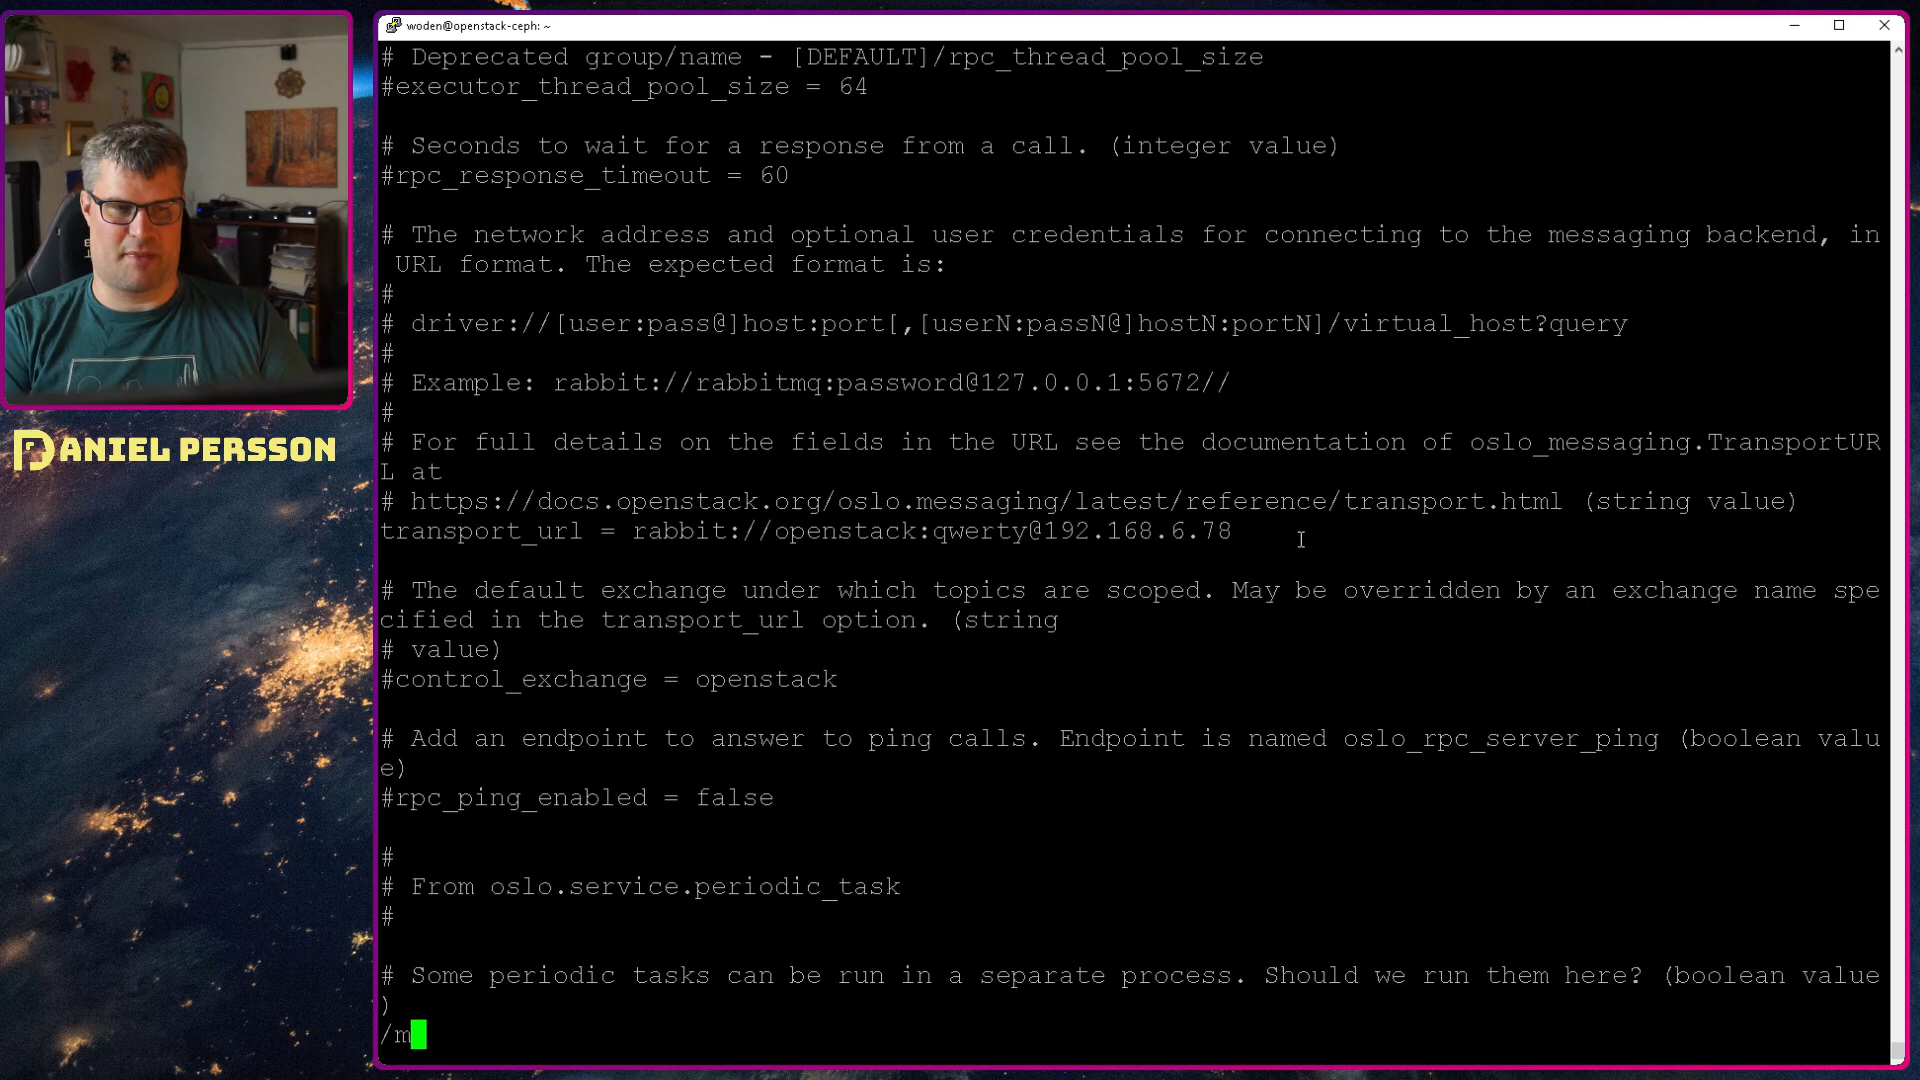 woden@openstack-ceph: ~
# Deprecated group/name - [DEFAULT]/rpc_thread_pool_size
#executor_thread_pool_size = 64
# Seconds to wait for a response from a call. (integer value)
#rpc_response_timeout = 60
# The network address and optional user credentials for connecting to the messaging backend, in
URL format. The expected format is:
#
# driver://[user:pass@]host:port[,[userN:passN@]hostN:portN]/virtual_host?query
#
# Example: rabbit://rabbitmq:password@127.0.0.1:5672//
#
# For full details on the fields in the URL see the documentation of oslo_messaging.TransportUR
L at
# https://docs.openstack.org/oslo.messaging/latest/reference/transport.html (string value)
transport_url = rabbit://openstack:qwerty@192.168.6.78
# The default exchange under which topics are scoped. May be overridden by an exchange name spe
cified in the transport_url option. (string
# value)
#control_exchange = openstack
# Add an endpoint to answer to ping calls. Endpoint is named oslo_rpc_server_ping (boolean valu
e)
#rpc_ping_enabled = false
#
# From oslo.service.periodic_task
#
# Some periodic tasks can be run in a separate process. Should we run them here? (boolean value
)
/m
DANIEL PERSSON